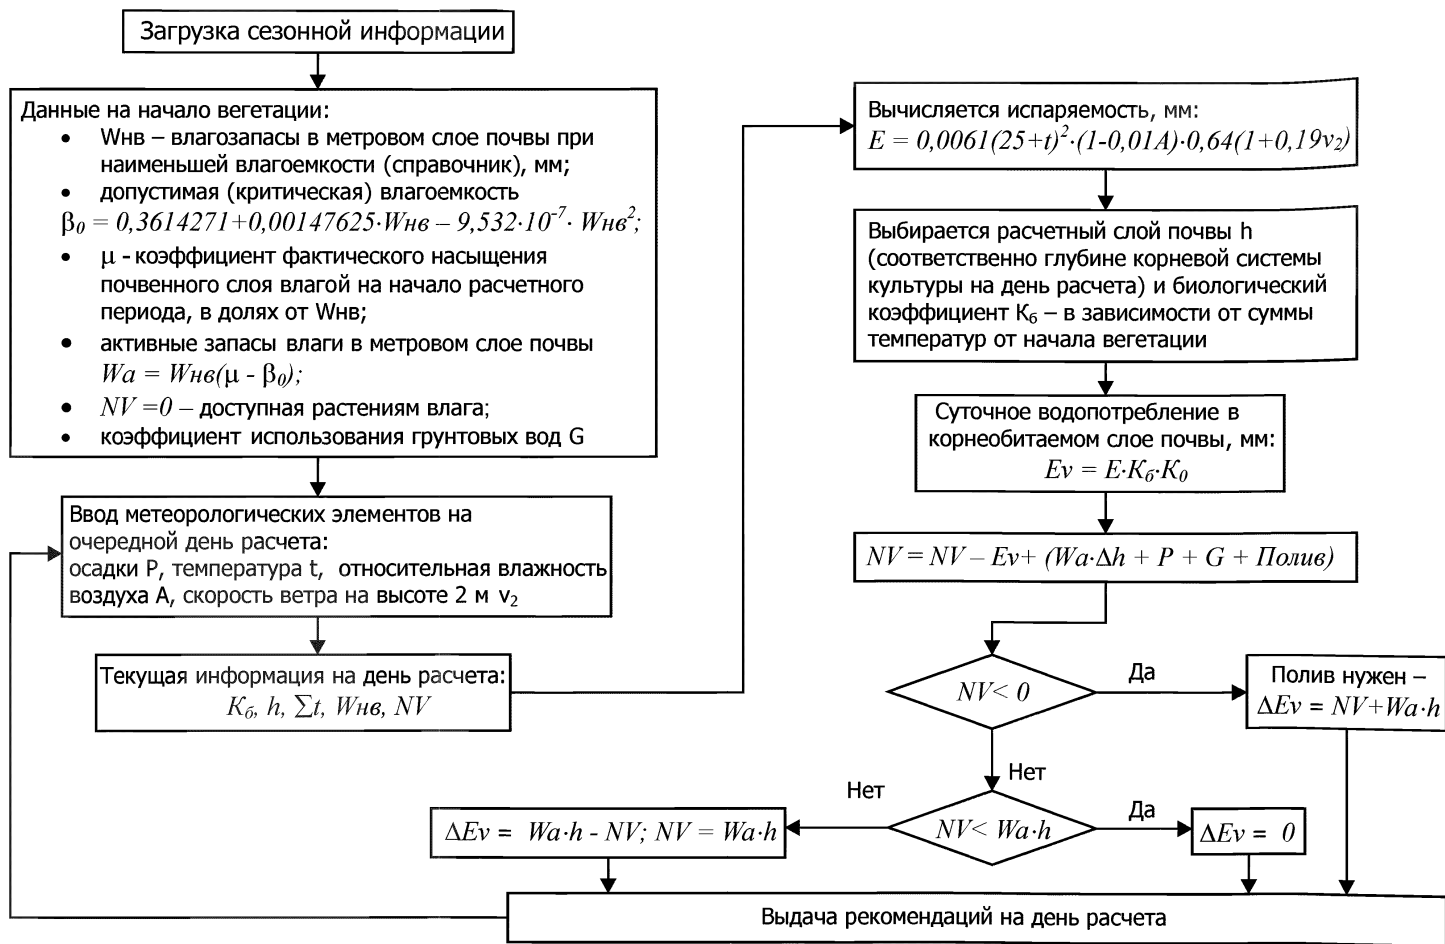 Загрузка сезонной информации
Данные на начало вегетации:
• Wнв – влагозапасы в метровом слое почвы при
наименьшей влагоемкости (справочник), мм;
• допустимая (критическая) влагоемкость
β₀ = 0,3614271+0,00147625·Wнв – 9,532·10⁻⁷· Wнв²;
• μ - коэффициент фактического насыщения
почвенного слоя влагой на начало расчетного
периода, в долях от Wнв;
• активные запасы влаги в метровом слое почвы
Wa = Wнв(μ - β₀);
• NV =0 – доступная растениям влага;
• коэффициент использования грунтовых вод G
Ввод метеорологических элементов на
очередной день расчета:
осадки P, температура t, относительная влажность
воздуха A, скорость ветра на высоте 2 м v₂
Текущая информация на день расчета:
Kб, h, ∑t, Wнв, NV
Вычисляется испаряемость, мм:
E = 0,0061(25+t)²·(1-0,01A)·0,64(1+0,19v₂)
Выбирается расчетный слой почвы h
(соответственно глубине корневой системы
культуры на день расчета) и биологический
коэффициент Kб – в зависимости от суммы
температур от начала вегетации
Суточное водопотребление в
корнеобитаемом слое почвы, мм:
Ev = E·Kб·K₀
NV = NV – Ev+ (Wa·Δh + P + G + Полив)
NV< 0
Да
Полив нужен –
ΔEv = NV+Wa·h
Нет
NV< Wa·h
Да
ΔEv = 0
Нет
ΔEv = Wa·h - NV; NV = Wa·h
Выдача рекомендаций на день расчета